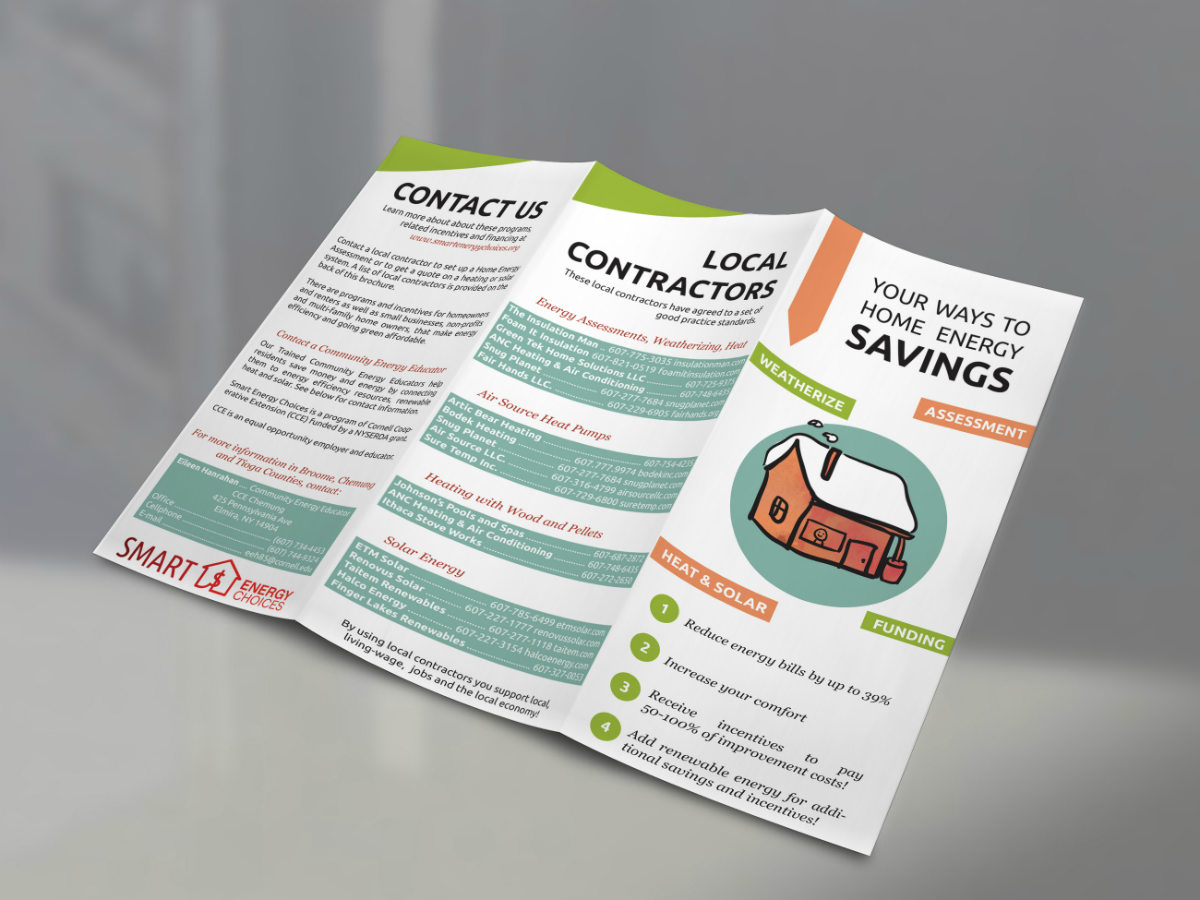 CONTACT US
Learn more about about these programs,
related incentives and financing at
www.smartenergychoices.org
Contact a local contractor to set up a Home Energy
Assessment or to get a quote on a heating or solar
system. A list of local contractors is provided on the
back of this brochure.
There are programs and incentives for homeowners
and renters as well as small businesses, non-profits
and multi-family home owners, that make energy
efficiency and going green affordable.
Contact a Community Energy Educator
Our Trained Community Energy Educators help
residents save money and energy by connecting
them to energy efficiency resources, renewable
heat and solar. See below for contact information.
Smart Energy Choices is a program of Cornell Coop-
erative Extension (CCE) funded by a NYSERDA grant.
CCE is an equal opportunity employer and educator.
For more information in Broome, Chemung
and Tioga Counties, contact:
Eileen Hanrahan ... Community Energy Educator
CCE Chemung
425 Pennsylvania Ave
Elmira, NY 14904
Office ... (607) 734-4453
Cellphone ... (607) 744-9324
E-mail ... eeh85@cornell.edu
SMART $ ENERGY
CHOICES
LOCAL
CONTRACTORS
These local contractors have agreed to a set of
good practice standards.
Energy Assessments, Weatherizing, Heat
The Insulation Man ... 607-775-3035 insulationman.com
Foam it Insulation 607-821-0519 foamitinsulation.com
Green Tek Home Solutions LLC ... 607-725-9373
ANC Heating & Air Conditioning ... 607-748-6435
Snug Planet ... 607-277-7684 snugplanet.com
Fair Hands LLC. ... 607-229-6905 fairhands.org
Air Source Heat Pumps
Artic Bear Heating ... 607-754-4235
Bodek Heating ... 607.777.9974 bodekinc.com
Snug Planet ... 607-277-7684 snugplanet.com
Air Source LLC. ... 607-316-4799 airsourcellc.com
Sure Temp Inc. ... 607-729-6800 suretemp.com
Heating with Wood and Pellets
Johnson's Pools and Spas ... 607-687-2872
ANC Heating & Air Conditioning ... 607-748-6435
Ithaca Stove Works ... 607-272-2650
Solar Energy
ETM Solar ... 607-785-6499 etmsolar.com
Renovus Solar ... 607-227-1777 renovussolar.com
Taitem Renewables ... 607-277-1118 taitem.com
Halco Energy ... 607-227-3154 halcoenergy.com
Finger Lakes Renewables ... 607-327-0053
By using local contractors you support local,
living-wage, jobs and the local economy!
YOUR WAYS TO
HOME ENERGY
SAVINGS
WEATHERIZE
ASSESSMENT
HEAT & SOLAR
FUNDING
1 Reduce energy bills by up to 39%
2 Increase your comfort
3 Receive incentives to pay
50-100% of improvement costs!
4 Add renewable energy for addi-
tional savings and incentives!